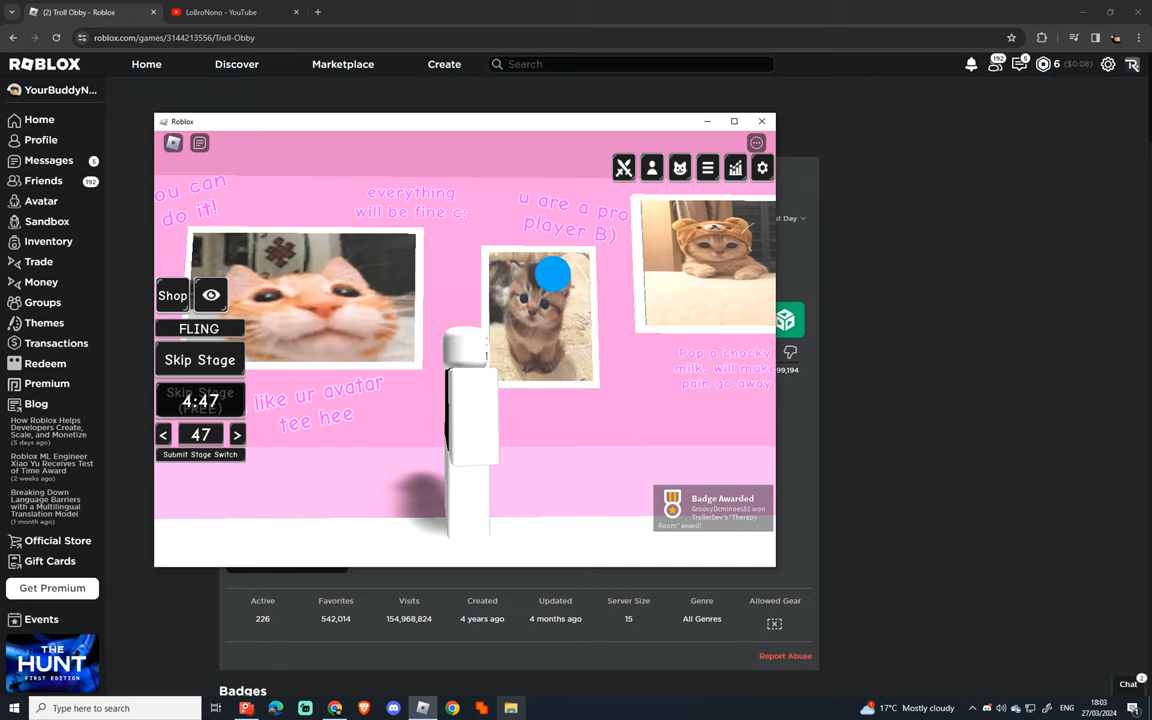 (2) Troll Obby - Roblox
LoBroNono - YouTube
roblox.com/games/3144213556/Troll-Obby
ROBLOX
Home
Discover
Marketplace
Create
Search
192
5
6
($0.08)
YourBuddyN...
Home
Profile
Messages
5
Friends
192
Avatar
Sandbox
Inventory
Trade
Money
Groups
Themes
Transactions
Redeem
Premium
Blog
How Roblox Helps
Developers Create,
Scale, and Monetize
(5 days ago)
Roblox ML Engineer
Xiao Yu Receives Test
of Time Award
(2 weeks ago)
Breaking Down
Language Barriers
with a Multilingual
Translation Model
(1 month ago)
Official Store
Gift Cards
Get Premium
Events
THE
HUNT
FIRST EDITION
Roblox
ou can
do it!
everything
will be fine c:
u are a pro
player B)
like ur avatar
tee hee
Pop a chocky
milk, will make
pain go away
Shop
FLING
Skip Stage
Skip Stage
(FREE)
4:47
<
47
>
Submit Stage Switch
Badge Awarded
GroovyDcminoes51 won
TrollerDev's "Therapy
Room" award!
st Day
99,194
Active
226
Favorites
542,014
Visits
154,968,824
Created
4 years ago
Updated
4 months ago
Server Size
15
Genre
All Genres
Allowed Gear
Report Abuse
Badges
Chat
2
Type here to search
17°C Mostly cloudy
ENG
18:03
27/03/2024